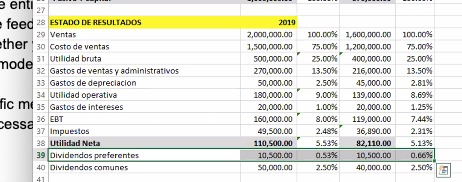 27
28 ESTADO DE RESULTADOS 2019
29 Ventas 2,000,000.00 100.00% 1,600,000.00 100.00%
30 Costo de ventas 1,500,000.00 75.00% 1,200,000.00 75.00%
31 Utilidad bruta 500,000.00 25.00% 400,000.00 25.00%
32 Gastos de ventas y administrativos 270,000.00 13.50% 216,000.00 13.50%
33 Gastos de depreciacion 50,000.00 2.50% 45,000.00 2.81%
34 Utilidad operativa 180,000.00 9.00% 139,000.00 8.69%
35 Gastos de intereses 20,000.00 1.00% 20,000.00 1.25%
36 EBT 160,000.00 8.00% 119,000.00 7.44%
37 Impuestos 49,500.00 2.48% 36,890.00 2.31%
38 Utilidad Neta 110,500.00 5.53% 82,110.00 5.13%
39 Dividendos preferentes 10,500.00 0.53% 10,500.00 0.66%
40 Dividendos comunes 50,000.00 2.50% 40,000.00 2.50%
41